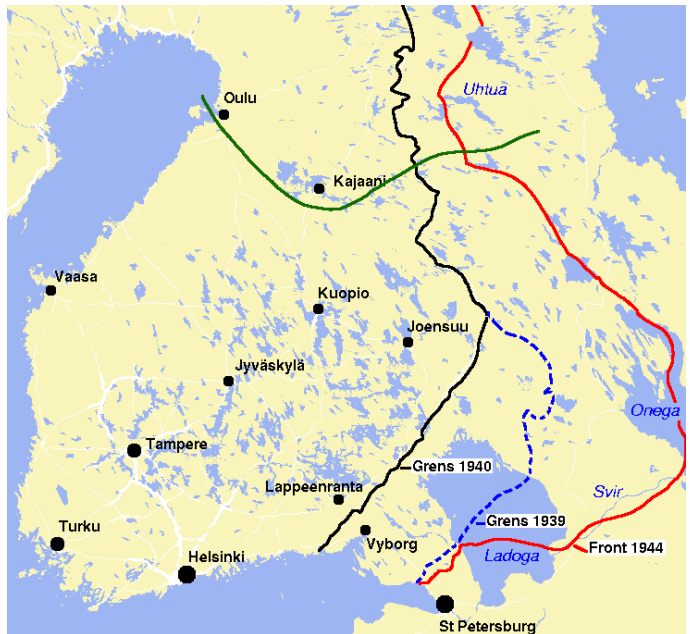 Uhtua
Oulu
Kajaani
Vaasa
Kuopio
Joensuu
Jyväskylä
Onega
Tampere
Grens 1940
Lappeenranta
Svir
Grens 1939
Turku
Vyborg
Ladoga
Front 1944
Helsinki
St Petersburg